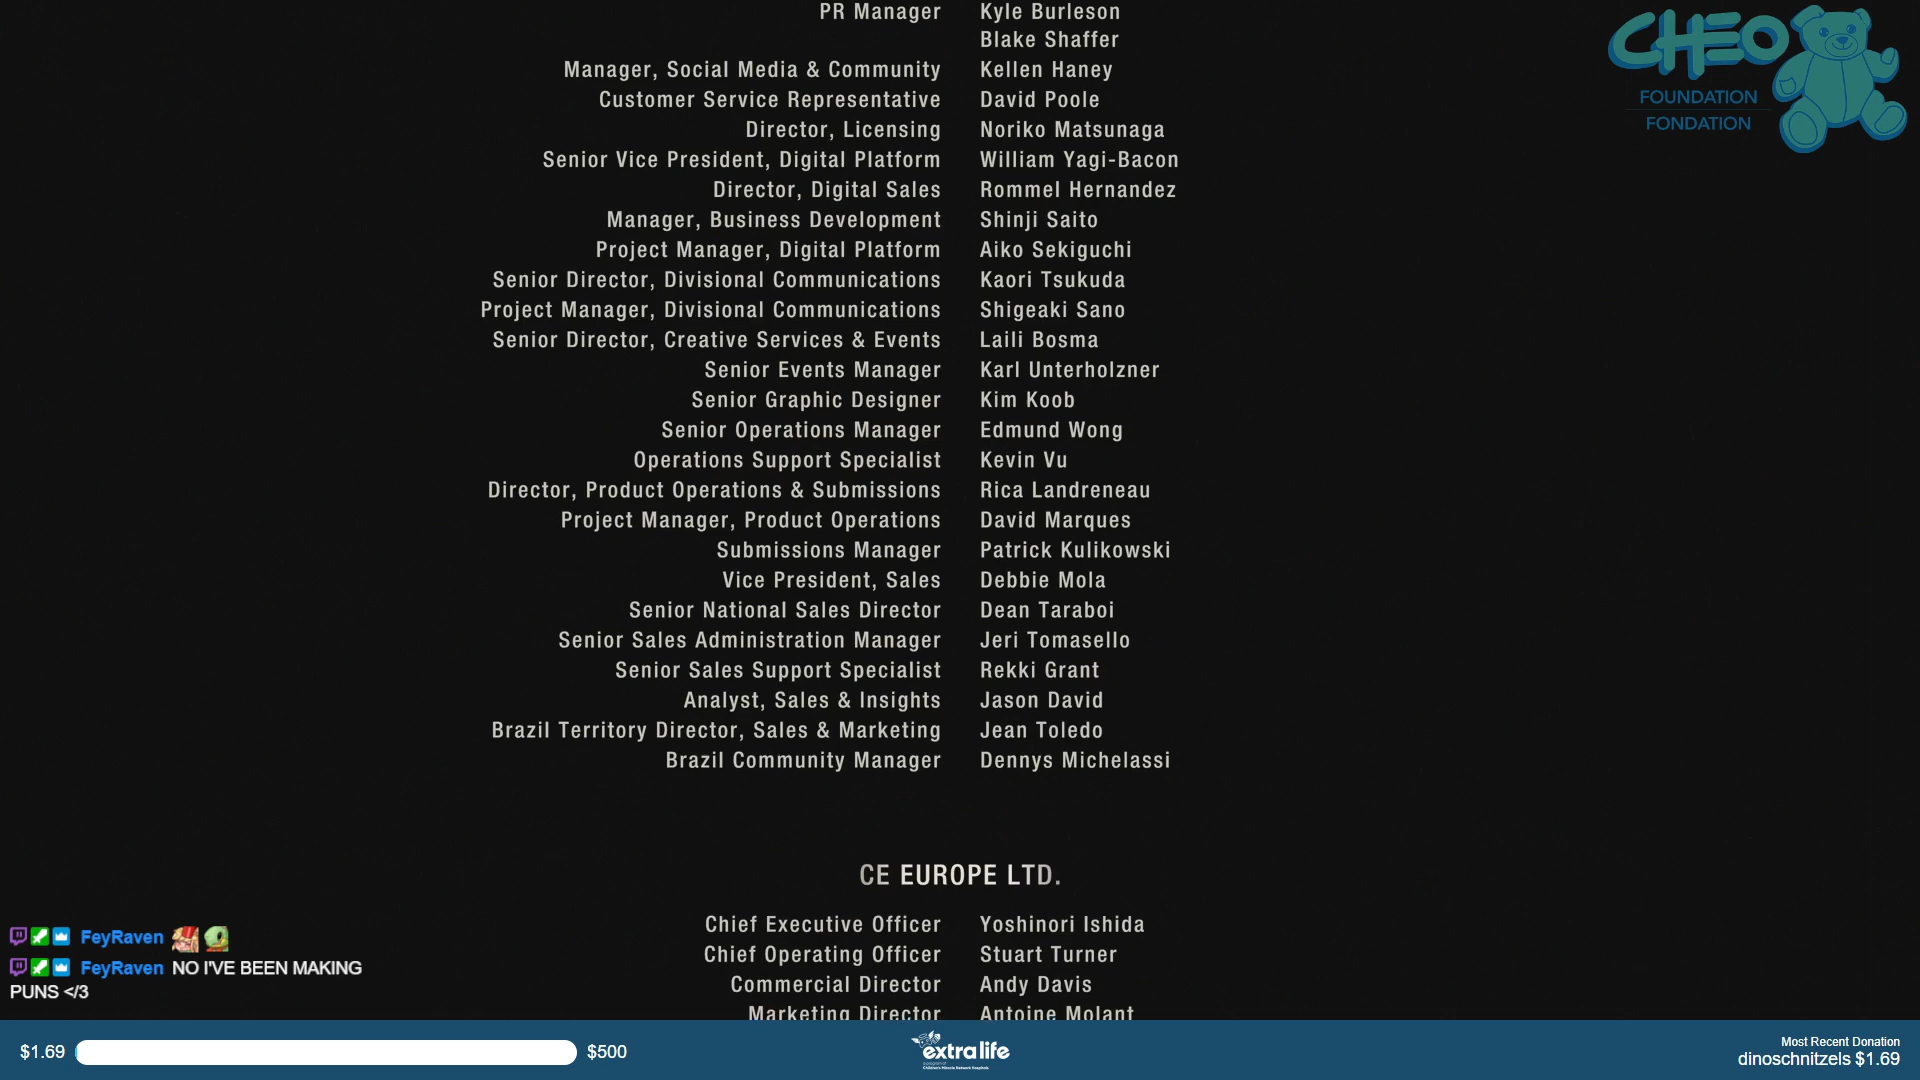 PR Manager Kyle Burleson
Blake Shaffer
Manager, Social Media & Community Kellen Haney
Customer Service Representative David Poole
Director, Licensing Noriko Matsunaga
Senior Vice President, Digital Platform William Yagi-Bacon
Director, Digital Sales Rommel Hernandez
Manager, Business Development Shinji Saito
Project Manager, Digital Platform Aiko Sekiguchi
Senior Director, Divisional Communications Kaori Tsukuda
Project Manager, Divisional Communications Shigeaki Sano
Senior Director, Creative Services & Events Laili Bosma
Senior Events Manager Karl Unterholzner
Senior Graphic Designer Kim Koob
Senior Operations Manager Edmund Wong
Operations Support Specialist Kevin Vu
Director, Product Operations & Submissions Rica Landreneau
Project Manager, Product Operations David Marques
Submissions Manager Patrick Kulikowski
Vice President, Sales Debbie Mola
Senior National Sales Director Dean Taraboi
Senior Sales Administration Manager Jeri Tomasello
Senior Sales Support Specialist Rekki Grant
Analyst, Sales & Insights Jason David
Brazil Territory Director, Sales & Marketing Jean Toledo
Brazil Community Manager Dennys Michelassi
CE EUROPE LTD.
Chief Executive Officer Yoshinori Ishida
Chief Operating Officer Stuart Turner
Commercial Director Andy Davis
Marketing Director Antoine Molant
CHEO
FOUNDATION
FONDATION
FeyRaven
FeyRaven NO I'VE BEEN MAKING
PUNS </3
$1.69 $500
extra life
Children's Miracle Network Hospitals
Most Recent Donation
dinoschnitzels $1.69